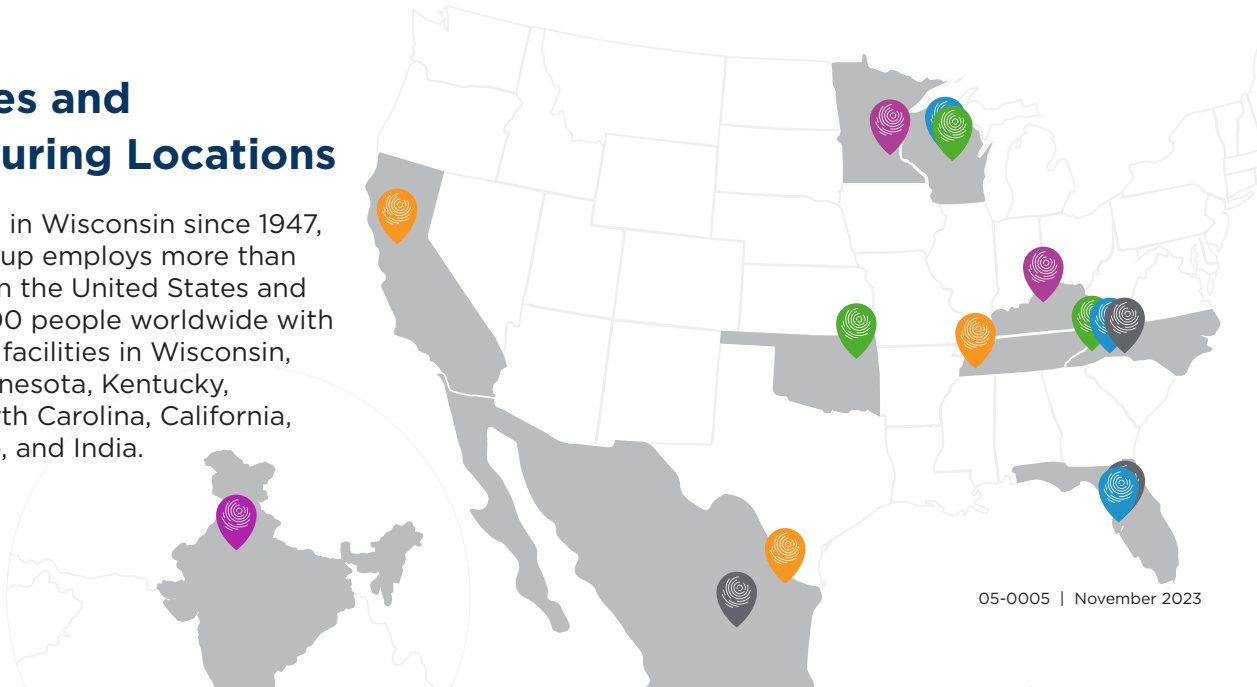 es and
uring Locations
in Wisconsin since 1947,
up employs more than
n the United States and
00 people worldwide with
facilities in Wisconsin,
nesota, Kentucky,
rth Carolina, California,
, and India.
05-0005 | November 2023